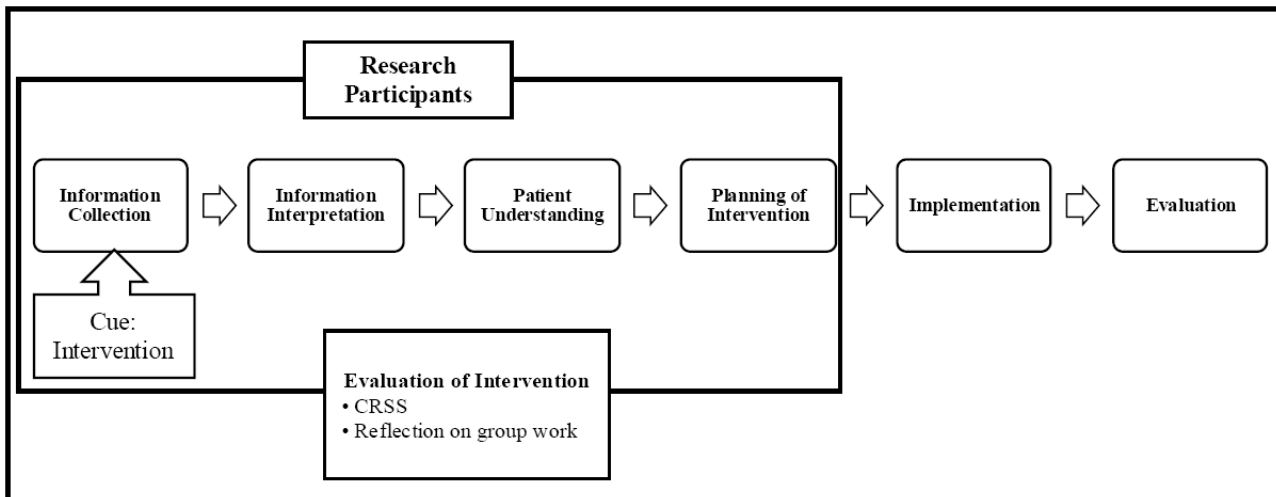 Research
Participants
Information
Collection
Information
Interpretation
Patient
Understanding
Planning of
Intervention
Implementation
Evaluation
Cue:
Intervention
Evaluation of Intervention
• CRSS
• Reflection on group work